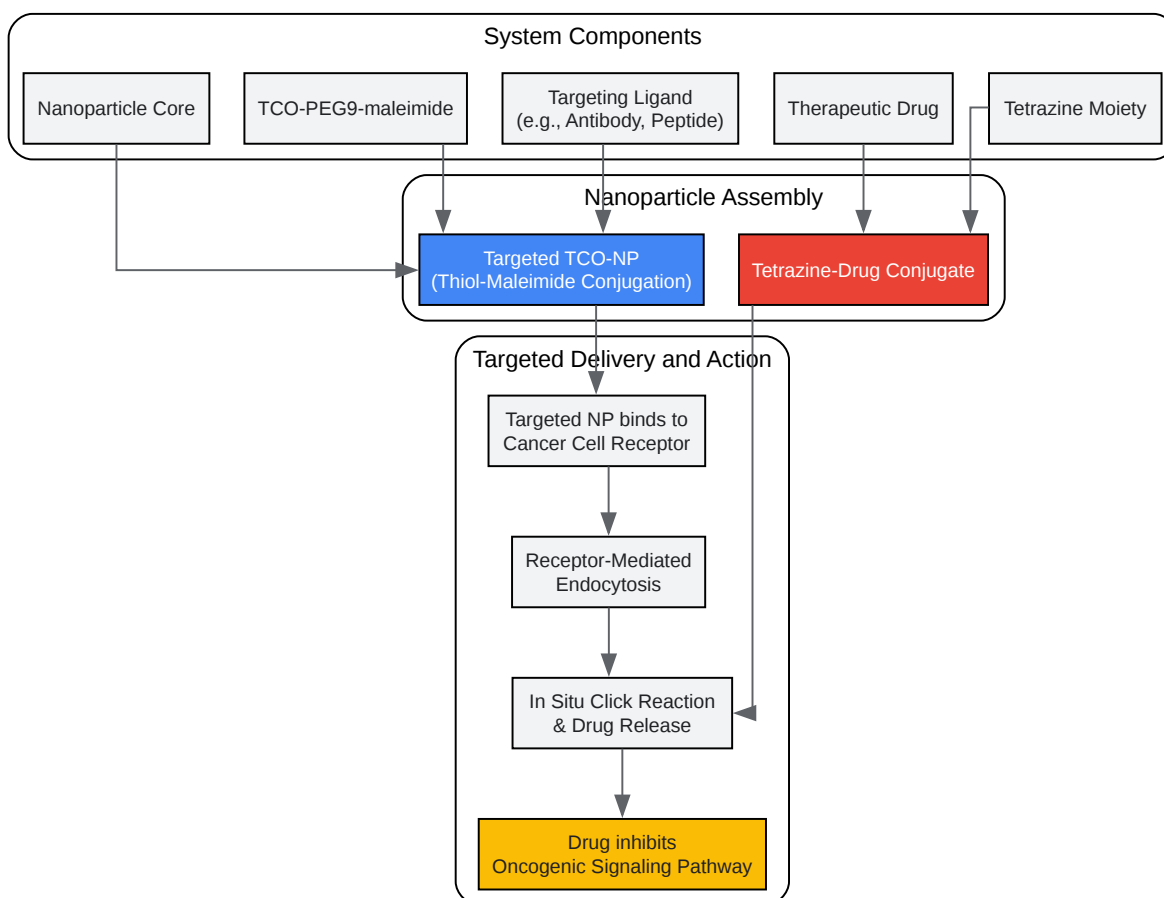 System Components
Nanoparticle Core
TCO-PEG9-maleimide
Targeting Ligand
(e.g., Antibody, Peptide)
Therapeutic Drug
Tetrazine Moiety
Nanoparticle Assembly
Targeted TCO-NP
(Thiol-Maleimide Conjugation)
Tetrazine-Drug Conjugate
Targeted Delivery and Action
Targeted NP binds to
Cancer Cell Receptor
Receptor-Mediated
Endocytosis
In Situ Click Reaction
& Drug Release
Drug inhibits
Oncogenic Signaling Pathway